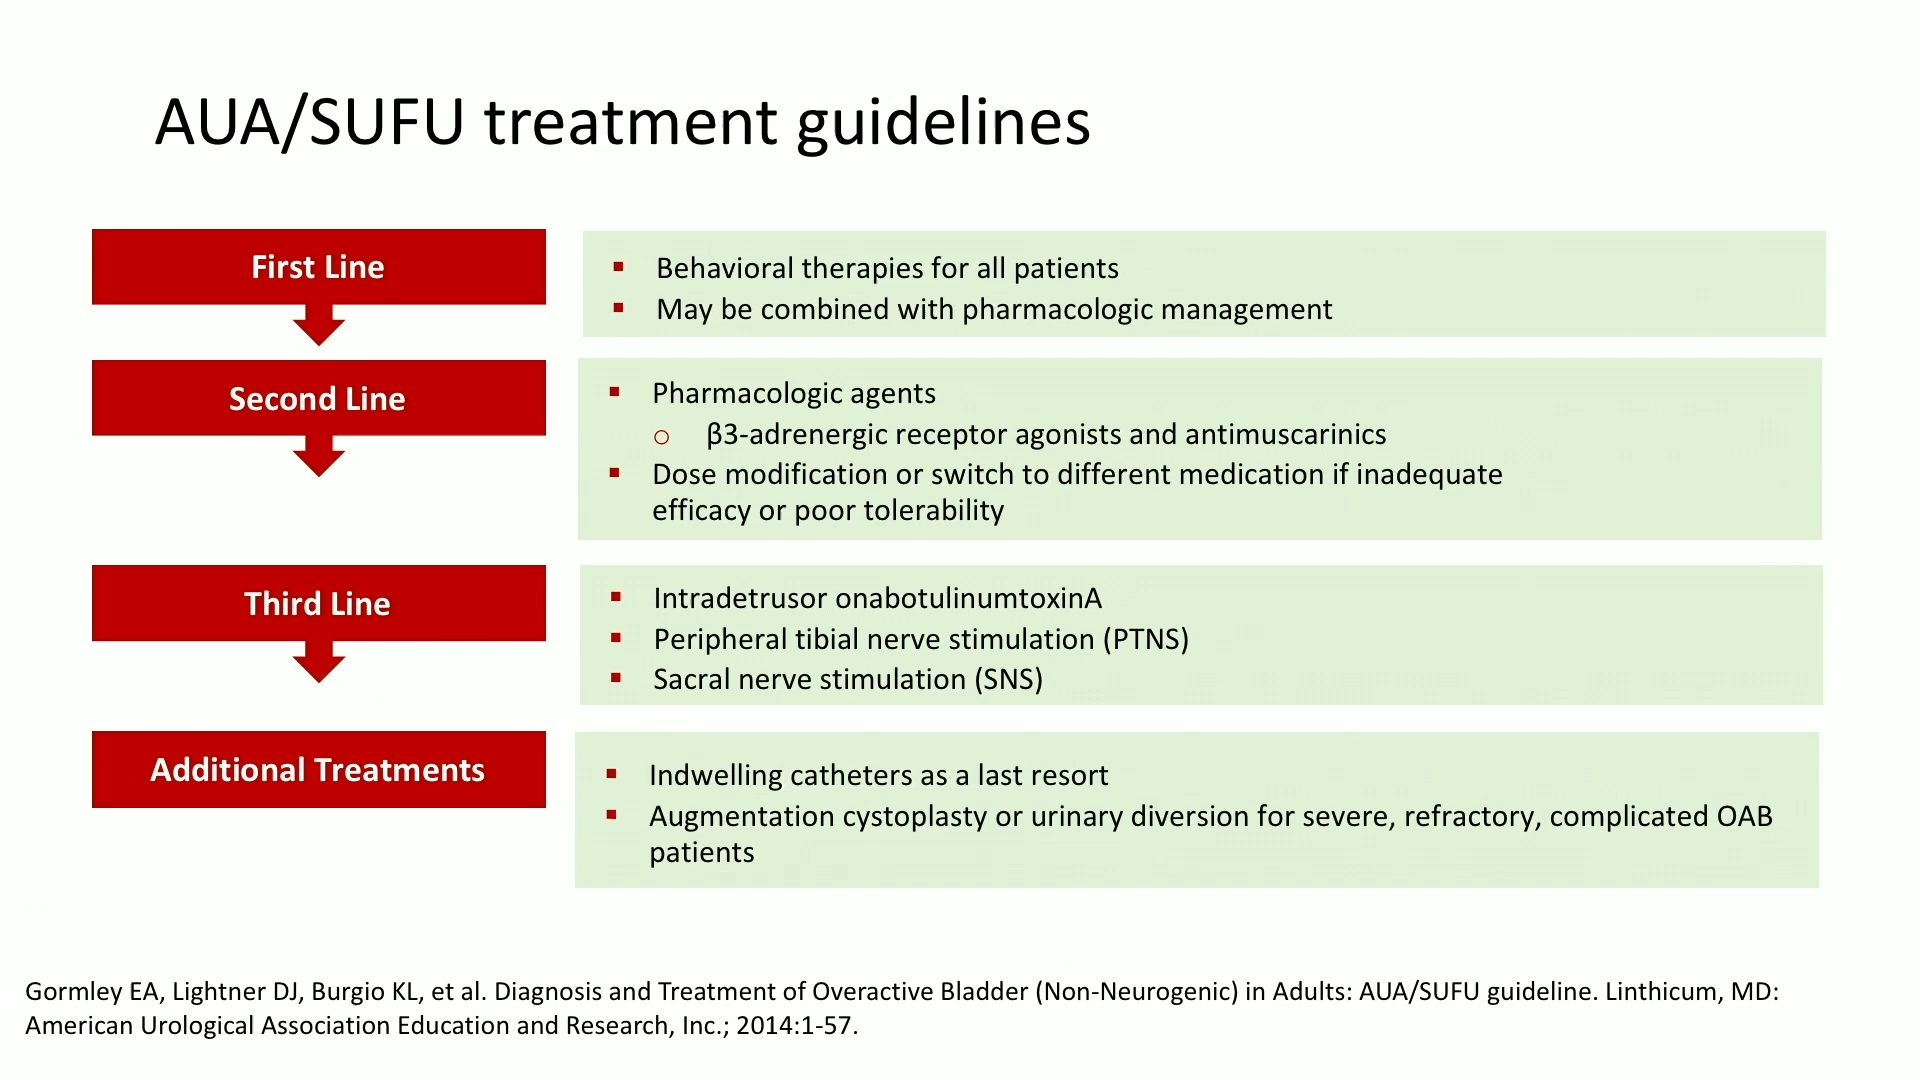 AUA/SUFU treatment guidelines
First Line
▪ Behavioral therapies for all patients
▪ May be combined with pharmacologic management
Second Line
▪ Pharmacologic agents
o β3-adrenergic receptor agonists and antimuscarinics
▪ Dose modification or switch to different medication if inadequate
efficacy or poor tolerability
Third Line
▪ Intradetrusor onabotulinumtoxinA
▪ Peripheral tibial nerve stimulation (PTNS)
▪ Sacral nerve stimulation (SNS)
Additional Treatments
▪ Indwelling catheters as a last resort
▪ Augmentation cystoplasty or urinary diversion for severe, refractory, complicated OAB
patients
Gormley EA, Lightner DJ, Burgio KL, et al. Diagnosis and Treatment of Overactive Bladder (Non-Neurogenic) in Adults: AUA/SUFU guideline. Linthicum, MD:
American Urological Association Education and Research, Inc.; 2014:1-57.